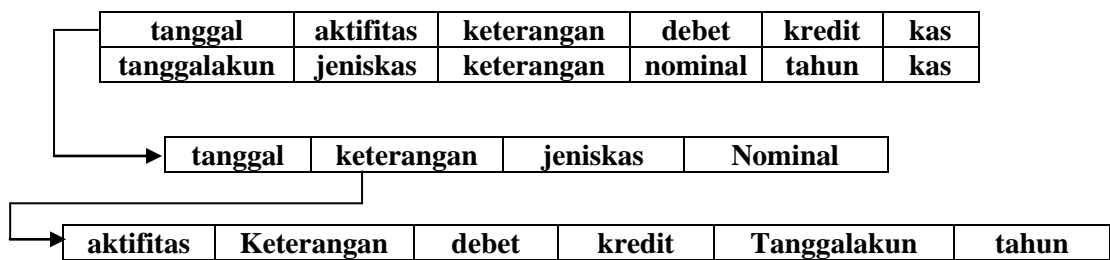 tanggal aktifitas keterangan debet kredit kas
tanggalakun jeniskas keterangan nominal tahun kas
tanggal keterangan jeniskas Nominal
aktifitas Keterangan debet kredit Tanggalakun tahun